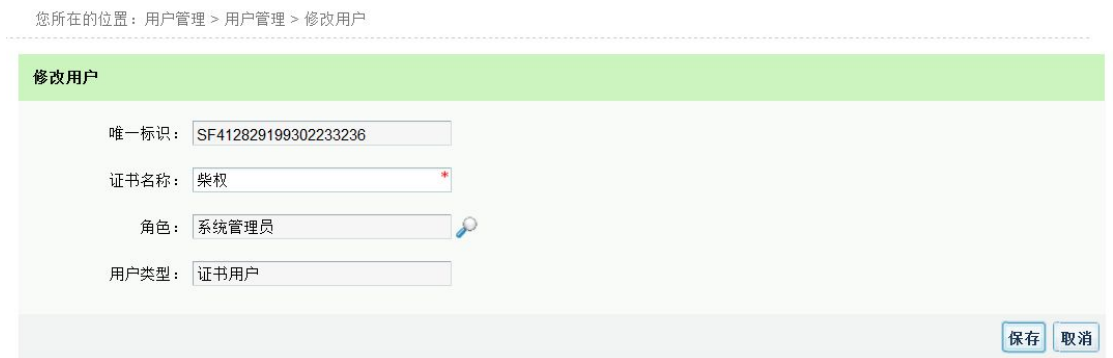 您所在的位置：用户管理 > 用户管理 > 修改用户
修改用户
唯一标识： SF412829199302233236
证书名称： 柴权 *
角色： 系统管理员
用户类型： 证书用户
保存 取消